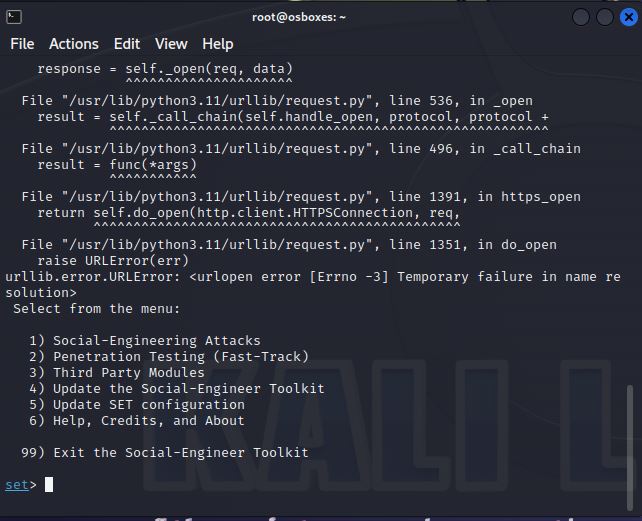 root@osboxes: ~
File Actions Edit View Help
response = self._open(req, data)
^^^^^^^^^^^^^^^^^^^^^
File "/usr/lib/python3.11/urllib/request.py", line 536, in _open
result = self._call_chain(self.handle_open, protocol, protocol +
^^^^^^^^^^^^^^^^^^^^^^^^^^^^^^^^^^^^^^^^^^^^^^^^^^^^^^^
File "/usr/lib/python3.11/urllib/request.py", line 496, in _call_chain
result = func(*args)
^^^^^^^^^^^
File "/usr/lib/python3.11/urllib/request.py", line 1391, in https_open
return self.do_open(http.client.HTTPSConnection, req,
^^^^^^^^^^^^^^^^^^^^^^^^^^^^^^^^^^^^^^^^^^^^^^
File "/usr/lib/python3.11/urllib/request.py", line 1351, in do_open
raise URLError(err)
urllib.error.URLError: <urlopen error [Errno -3] Temporary failure in name re
solution>
Select from the menu:
1) Social-Engineering Attacks
2) Penetration Testing (Fast-Track)
3) Third Party Modules
4) Update the Social-Engineer Toolkit
5) Update SET configuration
6) Help, Credits, and About
99) Exit the Social-Engineer Toolkit
set>
KALI L